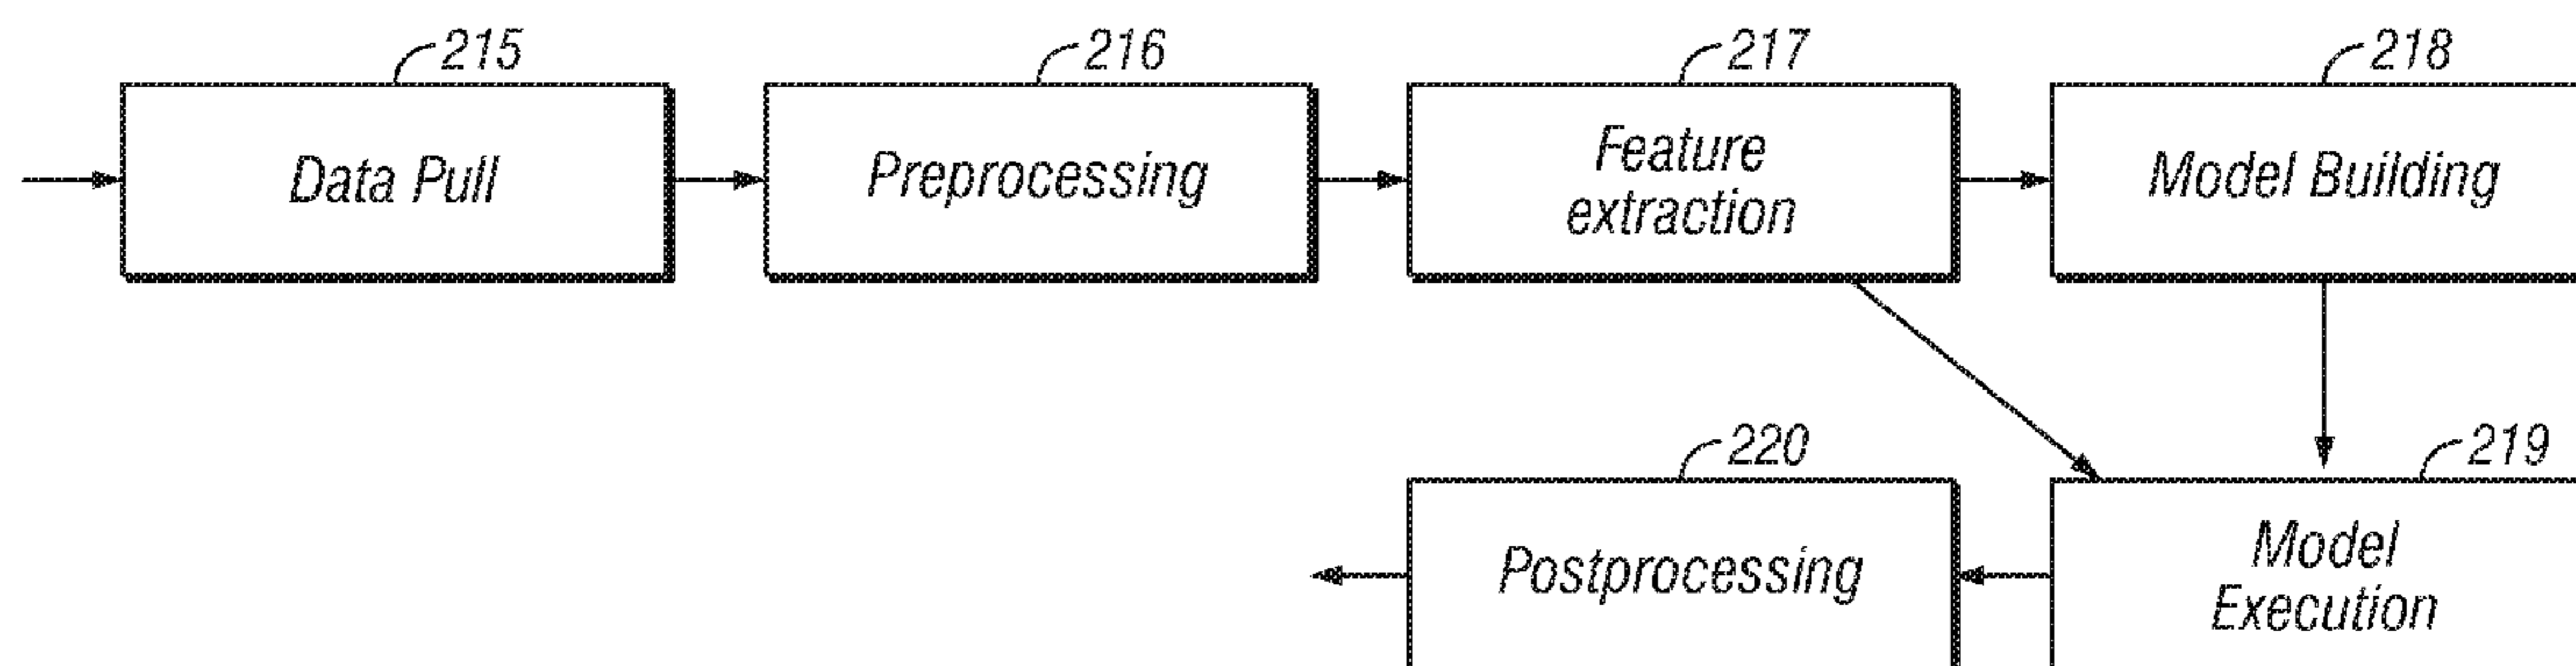 215
216
217
218
Data Pull
Preprocessing
Feature
extraction
Model Building
220
219
Postprocessing
Model
Execution